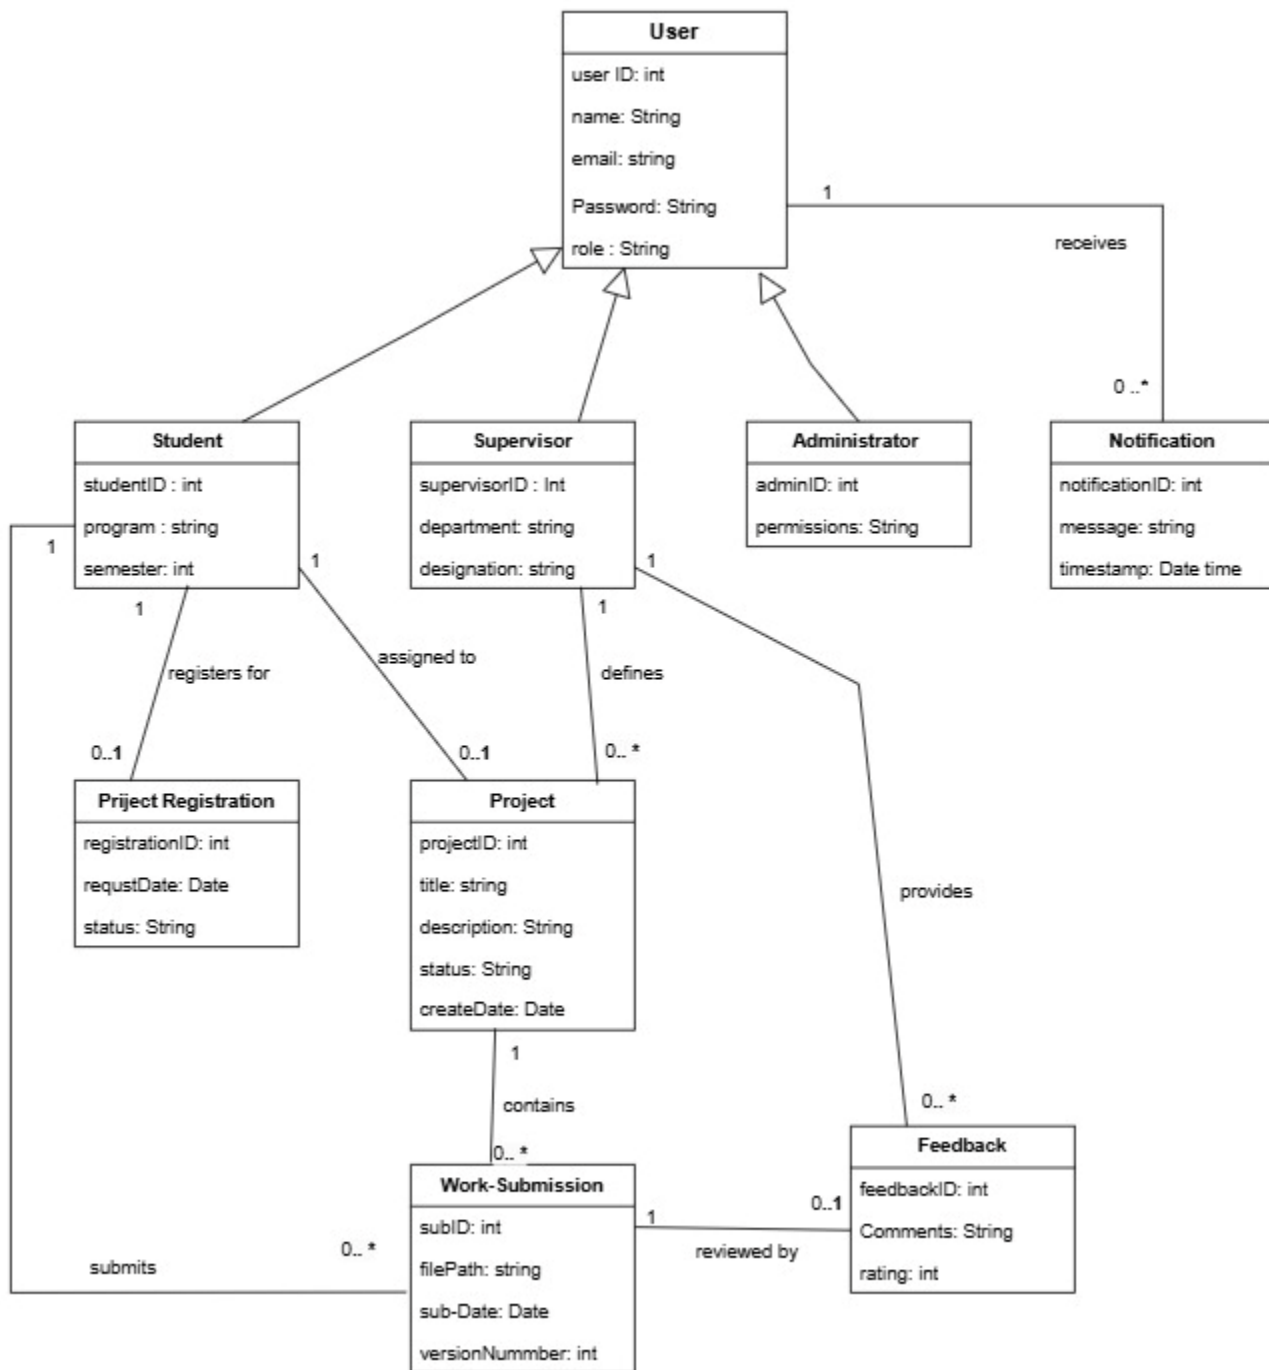 User
user ID: int
name: String
email: string
Password: String
role : String
1
receives
0 ..*
Student
studentID : int
program : string
semester: int
Supervisor
supervisorID : Int
department: string
designation: string
Administrator
adminID: int
permissions: String
Notification
notificationID: int
message: string
timestamp: Date time
1
1
1
1
1
registers for
assigned to
defines
0..1
0..1
0.. *
Priject Registration
registrationID: int
requstDate: Date
status: String
Project
projectID: int
title: string
description: String
status: String
createDate: Date
provides
1
contains
0.. *
0.. *
Work-Submission
subID: int
filePath: string
sub-Date: Date
versionNummber: int
Feedback
feedbackID: int
Comments: String
rating: int
0.. *
submits
1
0..1
reviewed by